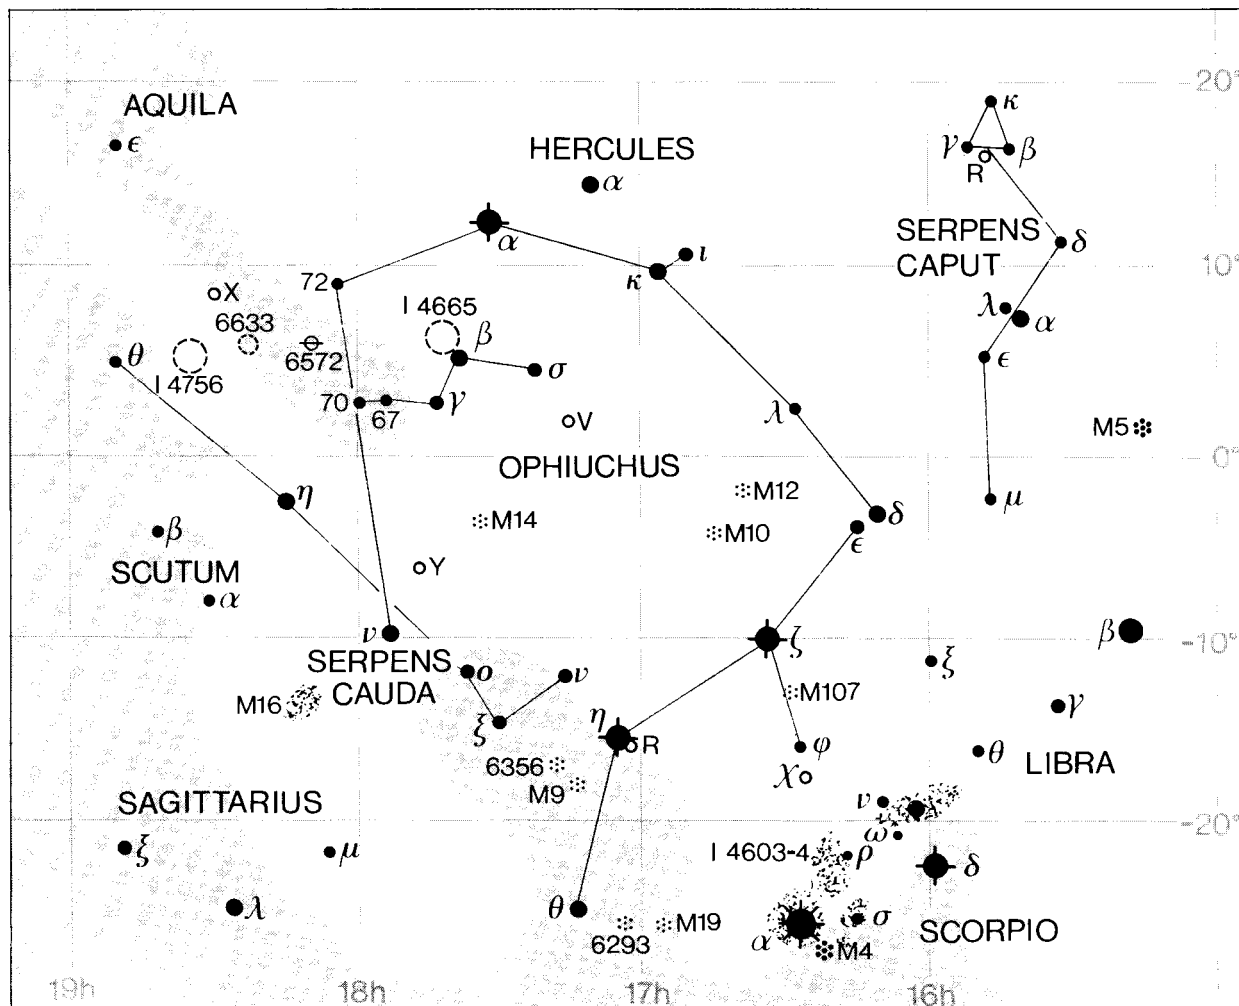 -20°
AQUILA
κ
ε
HERCULES
γ
β
R
α
SERPENS
CAPUT
α
δ
-10°
ι
κ
72
X
I 4665
λ
α
6633
β
θ
6572
ε
σ
I 4756
70
67
γ
V
λ
M5
OPHIUCHUS
-0°
M12
η
μ
M14
δ
M10
ε
β
SCUTUM
Y
α
ν
ζ
β
-10°
SERPENS
CAUDA
ο
ν
ξ
M16
M107
γ
ξ
η
R
φ
θ
LIBRA
6356
χ
M9
SAGITTARIUS
ν
-20°
ω
ξ
μ
I 4603-4
ρ
δ
λ
θ
6293
M19
α
σ
M4
SCORPIO
19h
18h
17h
16h